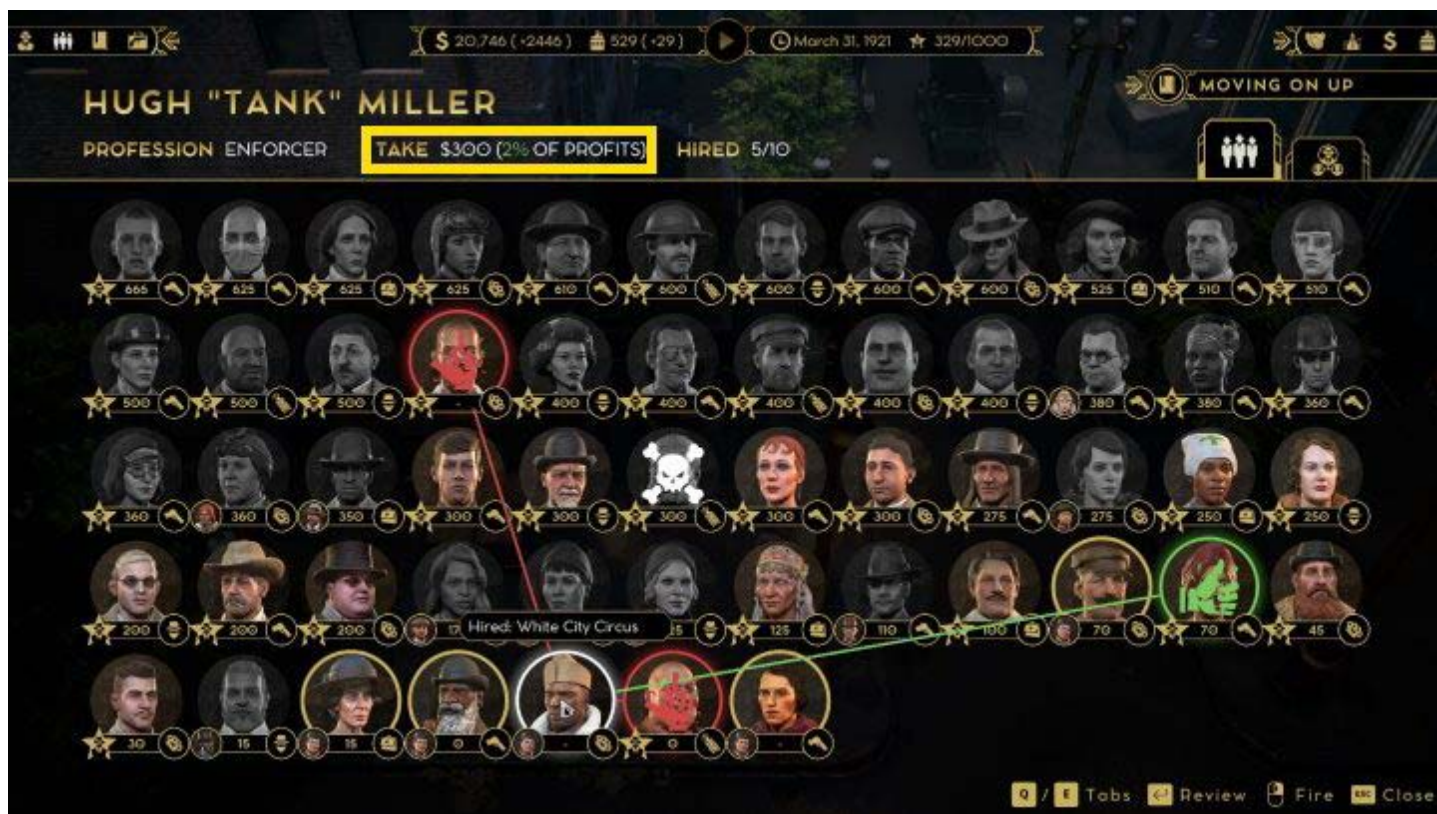 $ 20,746 ( +2446 ) 529 ( +29 ) March 31, 1921 329/1000
MOVING ON UP
HUGH "TANK" MILLER
PROFESSION ENFORCER TAKE $300 (2% OF PROFITS) HIRED 5/10
666 625 625 625 610 600 600 600 600 525 510 510
500 500 500 - 400 400 400 400 400 380 380 360
360 360 350 300 300 300 300 300 275 275 250 250
200 200 200 125 110 100 70 70 45
Hired: White City Circus
30 15 15 0 - 0 -
Q / E Tabs Review Fire ESC Close